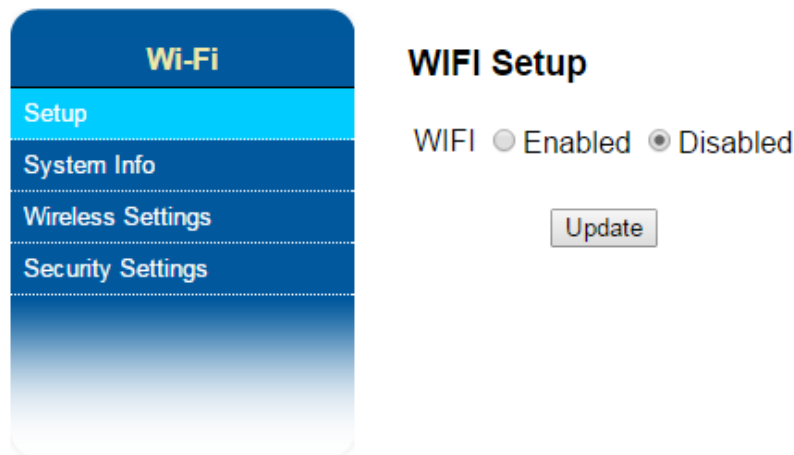 Wi-Fi
Setup
System Info
Wireless Settings
Security Settings
WIFI Setup
WIFI Enabled Disabled
Update